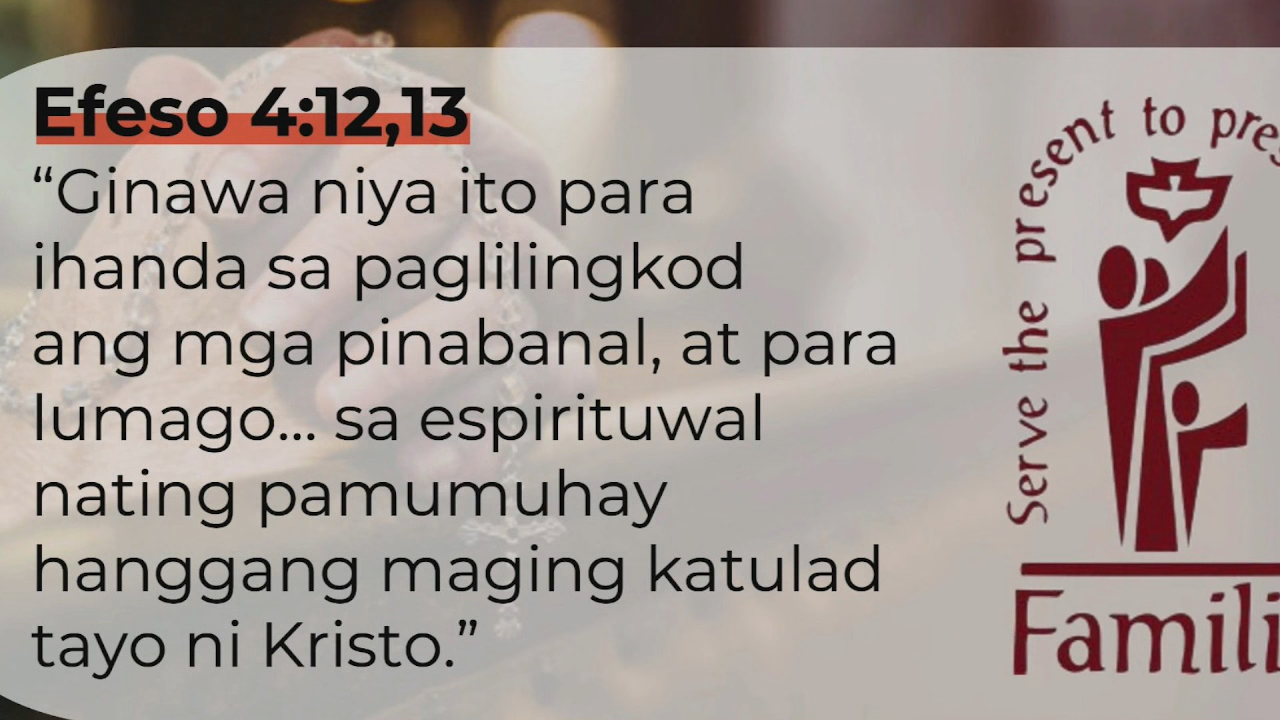 Efeso 4:12,13
“Ginawa niya ito para
ihanda sa paglilingkod
ang mga pinabanal, at para
lumago... sa espirituwal
nating pamumuhay
hanggang maging katulad
tayo ni Kristo.”
Serve the present to pres
Famili